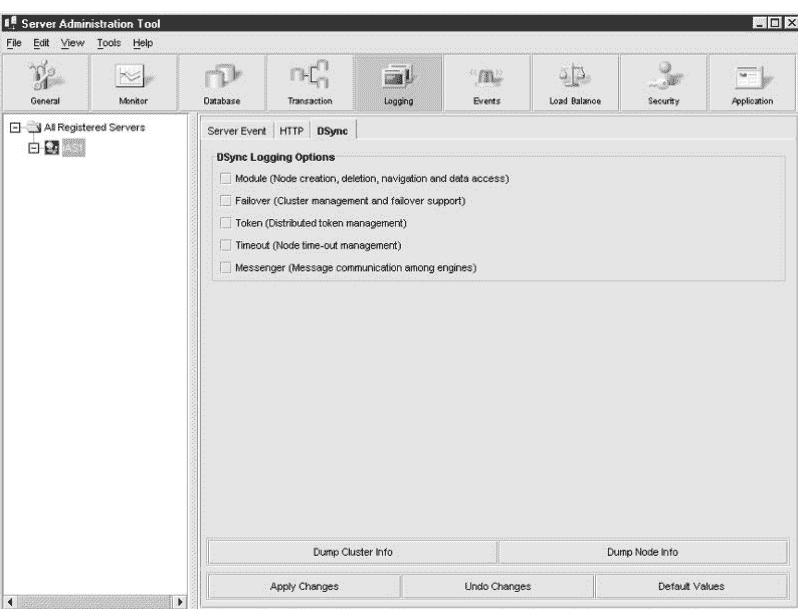 Server Administration Tool
File Edit View Tools Help
General Monitor Database Transaction Logging Events Load Balance Security Application
All Registered Servers
Server Event HTTP DSync
DSync Logging Options
Module (Node creation, deletion, navigation and data access)
Failover (Cluster management and failover support)
Token (Distributed token management)
Timeout (Node time-out management)
Messenger (Message communication among engines)
Dump Cluster Info Dump Node Info
Apply Changes Undo Changes Default Values